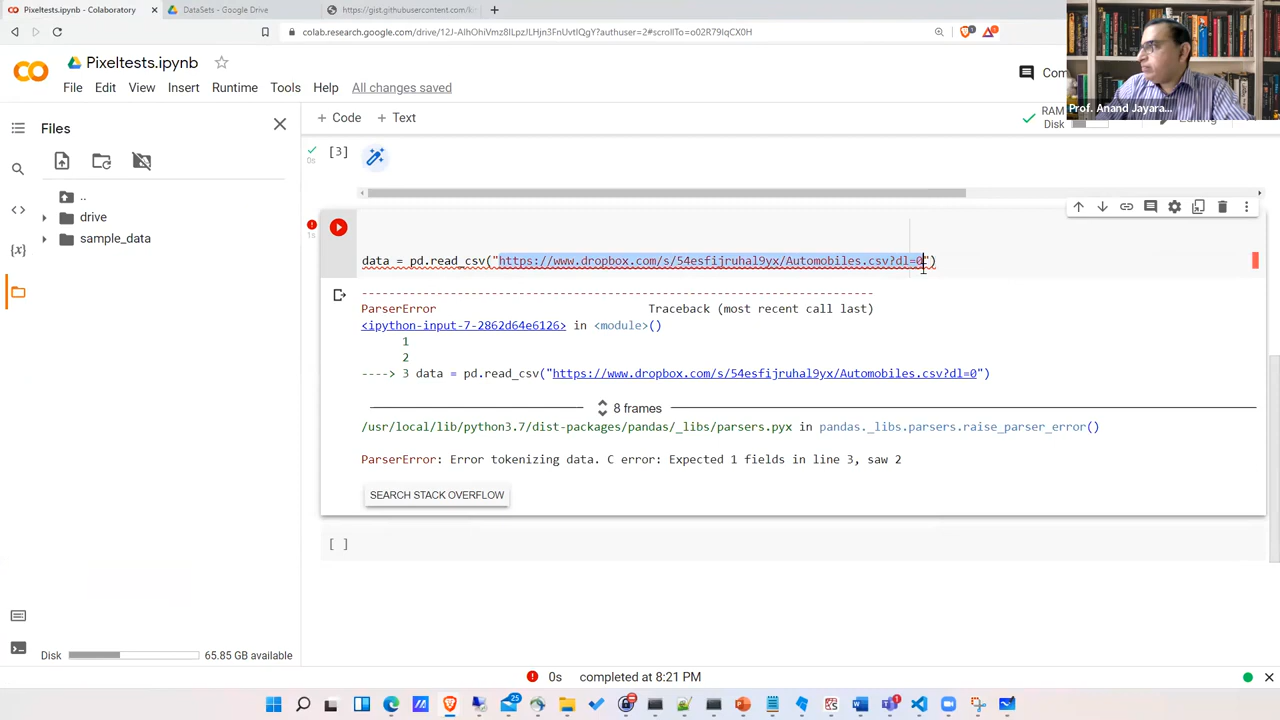 Pixeltests.ipynb - Colaboratory
DataSets - Google Drive
https://gist.githubusercontent.com/ki
colab.research.google.com/drive/12J-AlhOhiVmz8ILpzJLHjn3FnUvtIQgY?authuser=2#scrollTo=o02R79lqCX0H
Pixeltests.ipynb
File Edit View Insert Runtime Tools Help All changes saved
Com
Prof. Anand Jayara...
Files
+ Code + Text
RAM
Disk
Editing
[3]
0s
..
drive
sample_data
1s
data = pd.read_csv("https://www.dropbox.com/s/54esfijruhal9yx/Automobiles.csv?dl=0")
ParserError Traceback (most recent call last)
<ipython-input-7-2862d64e6126> in <module>()
1
2
----> 3 data = pd.read_csv("https://www.dropbox.com/s/54esfijruhal9yx/Automobiles.csv?dl=0")
8 frames
/usr/local/lib/python3.7/dist-packages/pandas/_libs/parsers.pyx in pandas._libs.parsers.raise_parser_error()
ParserError: Error tokenizing data. C error: Expected 1 fields in line 3, saw 2
SEARCH STACK OVERFLOW
[ ]
Disk 65.85 GB available
0s completed at 8:21 PM